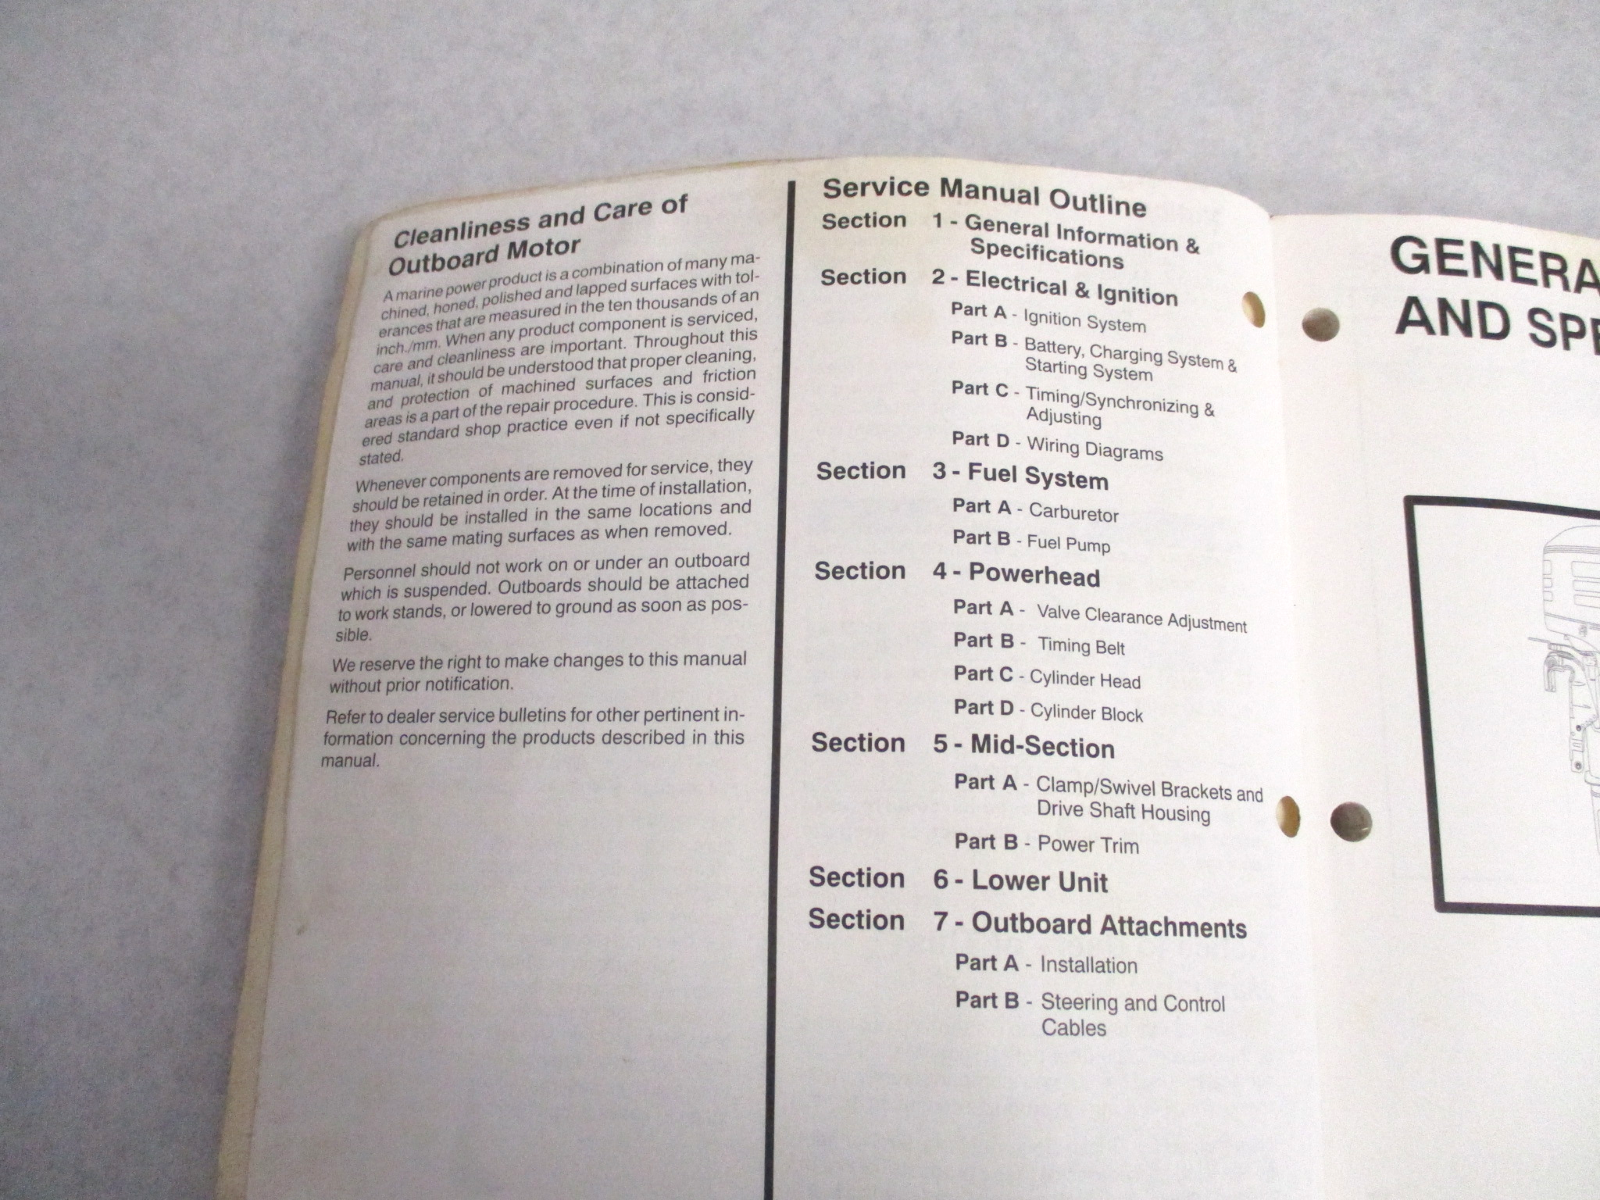 Cleanliness and Care of
Outboard Motor
A marine power product is a combination of many ma-
chined, honed, polished and lapped surfaces with tol-
erances that are measured in the ten thousands of an
inch./mm. When any product component is serviced,
care and cleanliness are important. Throughout this
manual, it should be understood that proper cleaning,
and protection of machined surfaces and friction
areas is a part of the repair procedure. This is consid-
ered standard shop practice even if not specifically
stated.
Whenever components are removed for service, they
should be retained in order. At the time of installation,
they should be installed in the same locations and
with the same mating surfaces as when removed.
Personnel should not work on or under an outboard
which is suspended. Outboards should be attached
to work stands, or lowered to ground as soon as pos-
sible.
We reserve the right to make changes to this manual
without prior notification.
Refer to dealer service bulletins for other pertinent in-
formation concerning the products described in this
manual.
Service Manual Outline
Section 1 - General Information &
Specifications
Section 2 - Electrical & Ignition
Part A - Ignition System
Part B - Battery, Charging System &
Starting System
Part C - Timing/Synchronizing &
Adjusting
Part D - Wiring Diagrams
Section 3 - Fuel System
Part A - Carburetor
Part B - Fuel Pump
Section 4 - Powerhead
Part A - Valve Clearance Adjustment
Part B - Timing Belt
Part C - Cylinder Head
Part D - Cylinder Block
Section 5 - Mid-Section
Part A - Clamp/Swivel Brackets and
Drive Shaft Housing
Part B - Power Trim
Section 6 - Lower Unit
Section 7 - Outboard Attachments
Part A - Installation
Part B - Steering and Control
Cables
GENERA
AND SPE